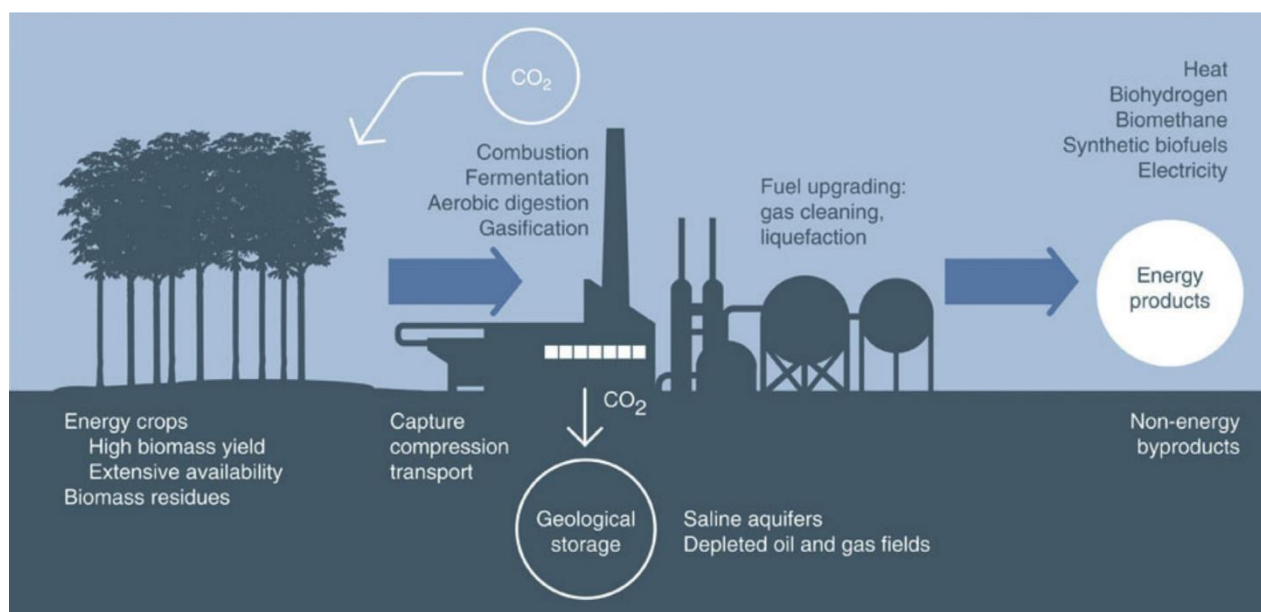 CO₂
Combustion
Fermentation
Aerobic digestion
Gasification
Fuel upgrading:
gas cleaning,
liquefaction
Heat
Biohydrogen
Biomethane
Synthetic biofuels
Electricity
Energy
products
Energy crops
High biomass yield
Extensive availability
Biomass residues
Capture
compression
transport
CO₂
Geological
storage
Saline aquifers
Depleted oil and gas fields
Non-energy
byproducts